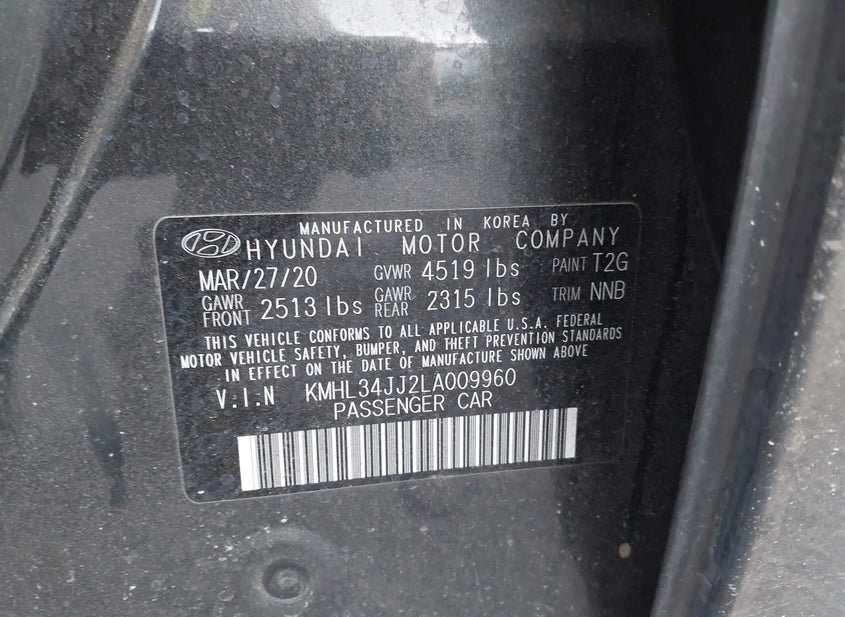 MANUFACTURED IN KOREA BY
HYUNDAI MOTOR COMPANY
MAR/27/20 GVWR 4519 lbs PAINT T2G
GAWR FRONT 2513 lbs GAWR REAR 2315 lbs TRIM NNB
THIS VEHICLE CONFORMS TO ALL APPLICABLE U.S.A. FEDERAL
MOTOR VEHICLE SAFETY, BUMPER, AND THEFT PREVENTION STANDARDS
IN EFFECT ON THE DATE OF MANUFACTURE SHOWN ABOVE
V.I.N KMHL34JJ2LA009960
PASSENGER CAR